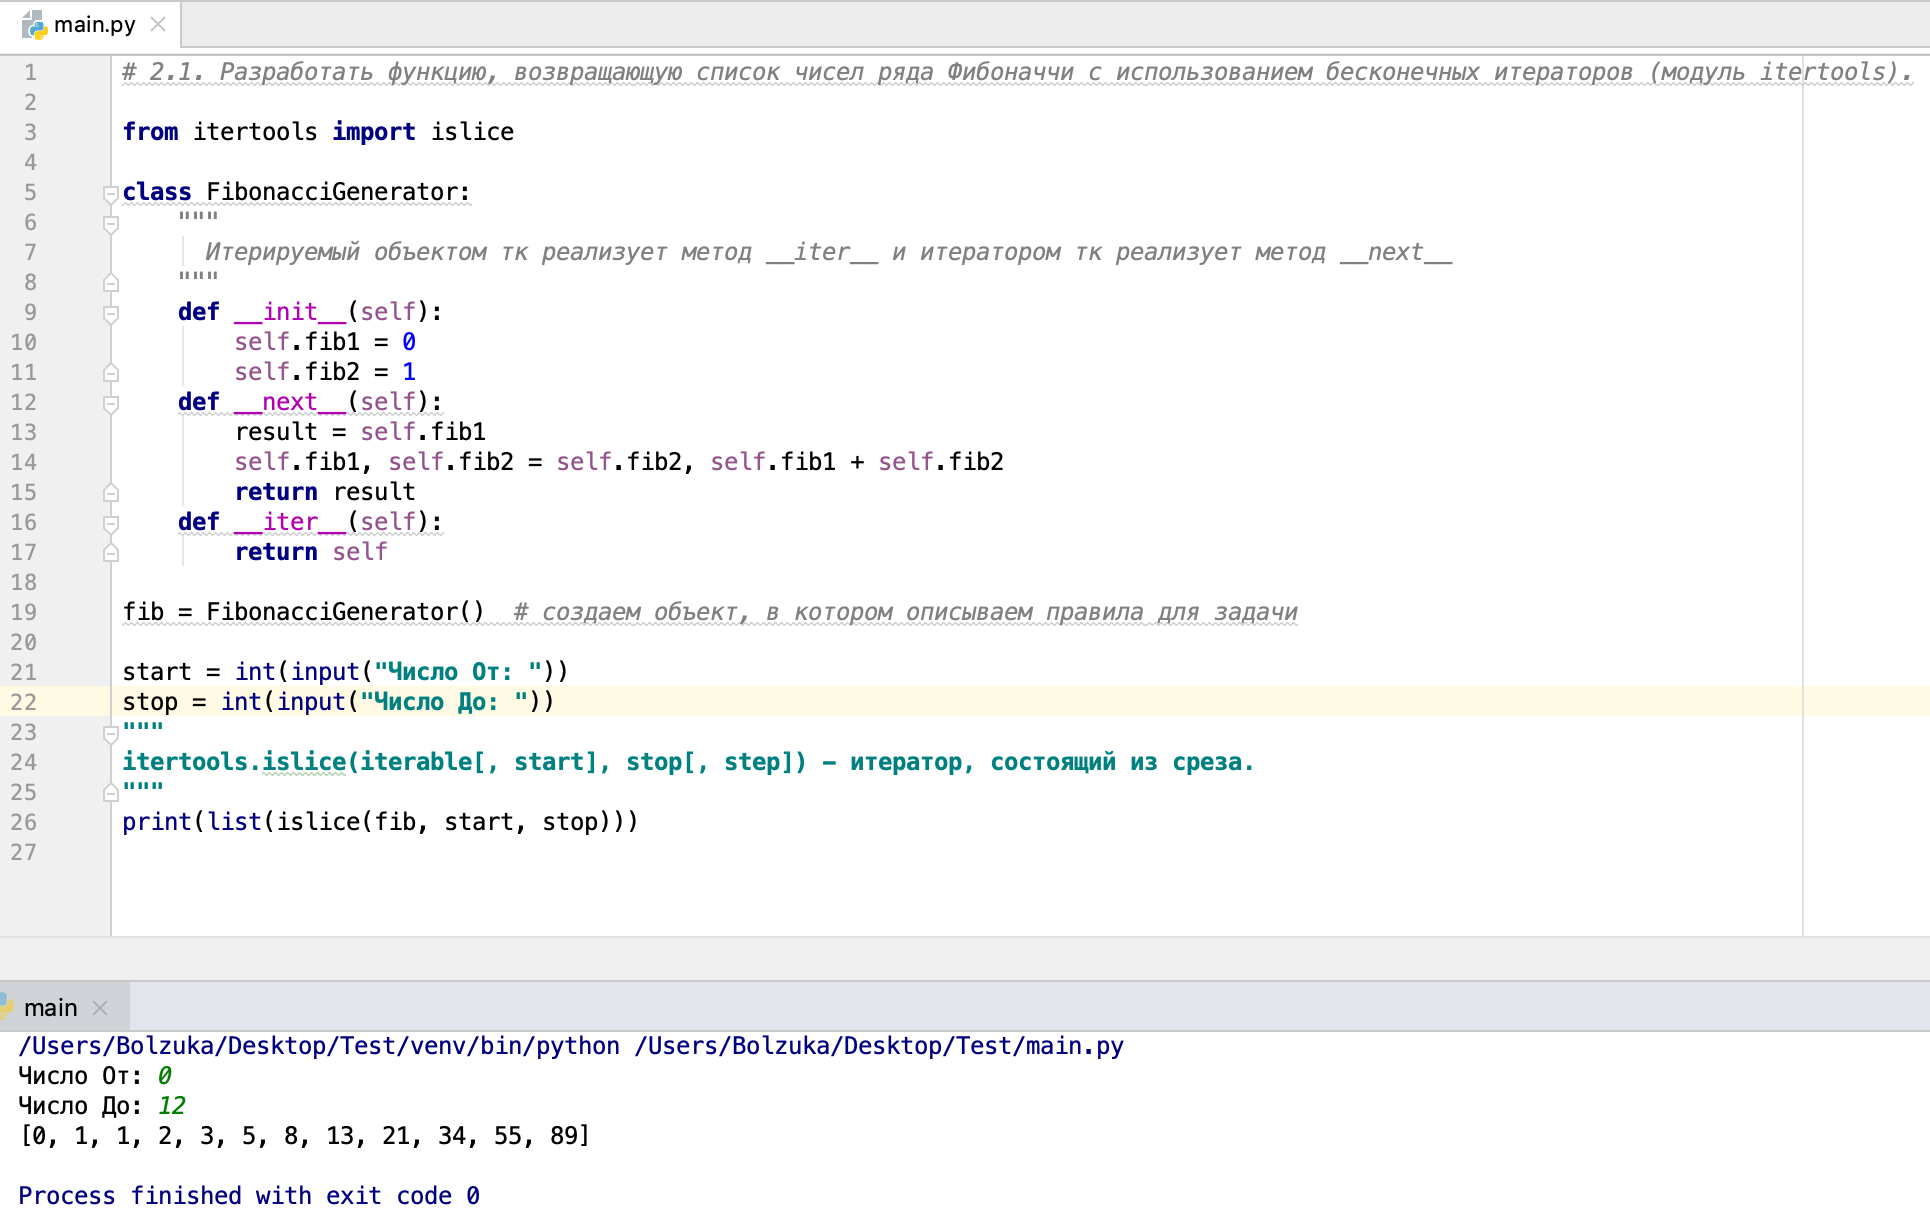 main.py
1 # 2.1. Разработать функцию, возвращающую список чисел ряда Фибоначчи с использованием бесконечных итераторов (модуль itertools).
2
3 from itertools import islice
4
5 class FibonacciGenerator:
6     """
7       Итерируемый объектом тк реализует метод __iter__ и итератором тк реализует метод __next__
8     """
9     def __init__(self):
10         self.fib1 = 0
11         self.fib2 = 1
12     def __next__(self):
13         result = self.fib1
14         self.fib1, self.fib2 = self.fib2, self.fib1 + self.fib2
15         return result
16     def __iter__(self):
17         return self
18
19 fib = FibonacciGenerator()  # создаем объект, в котором описываем правила для задачи
20
21 start = int(input("Число От: "))
22 stop = int(input("Число До: "))
23 """
24 itertools.islice(iterable[, start], stop[, step]) — итератор, состоящий из среза.
25 """
26 print(list(islice(fib, start, stop)))
27
main
/Users/Bolzuka/Desktop/Test/venv/bin/python /Users/Bolzuka/Desktop/Test/main.py
Число От: 0
Число До: 12
[0, 1, 1, 2, 3, 5, 8, 13, 21, 34, 55, 89]
Process finished with exit code 0